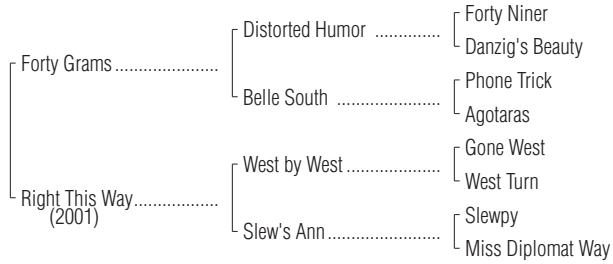 Forty Niner
Distorted Humor ..............
Danzig's Beauty
Forty Grams ......................
Phone Trick
Belle South ......................
Agotaras
Gone West
West by West .....................
West Turn
Right This Way..................
(2001)
Slewpy
Slew's Ann ........................
Miss Diplomat Way